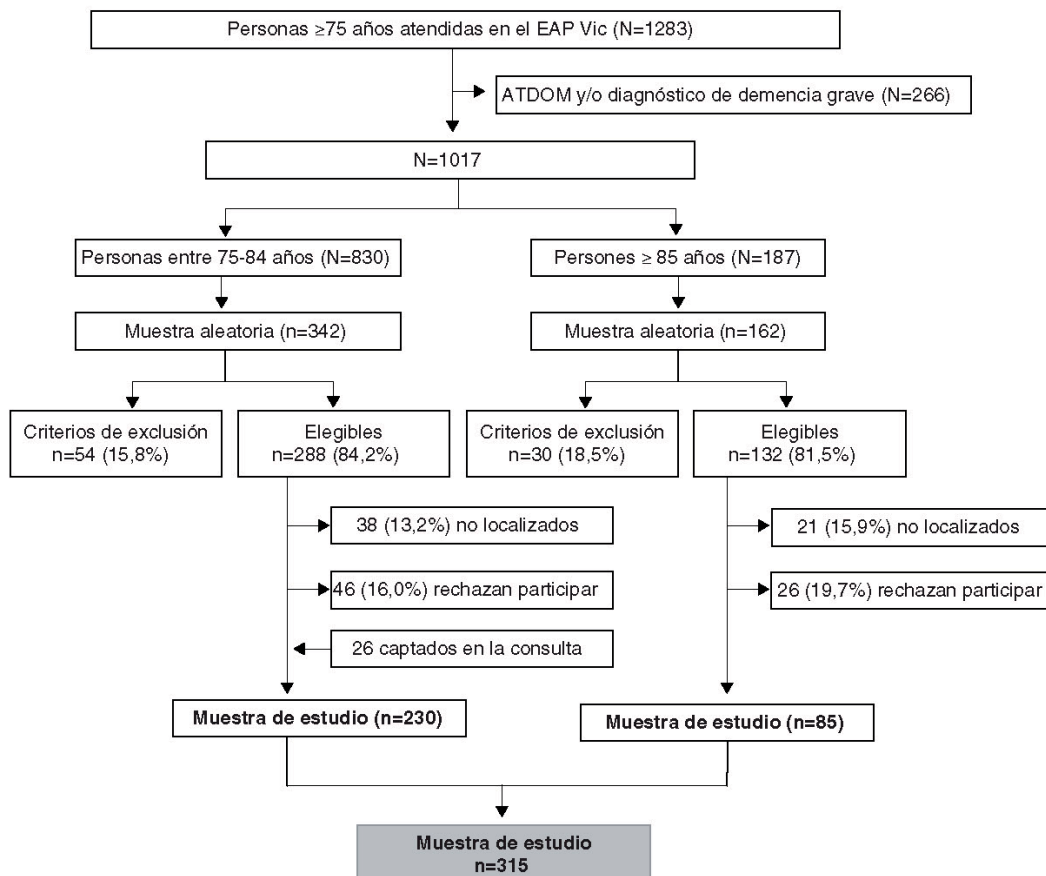 Personas ≥75 años atendidas en el EAP Vic (N=1283)
ATDOM y/o diagnóstico de demencia grave (N=266)
N=1017
Personas entre 75-84 años (N=830)
Persones ≥ 85 años (N=187)
Muestra aleatoria (n=342)
Muestra aleatoria (n=162)
Criterios de exclusión
n=54 (15,8%)
Elegibles
n=288 (84,2%)
Criterios de exclusión
n=30 (18,5%)
Elegibles
n=132 (81,5%)
38 (13,2%) no localizados
21 (15,9%) no localizados
46 (16,0%) rechazan participar
26 (19,7%) rechazan participar
26 captados en la consulta
Muestra de estudio (n=230)
Muestra de estudio (n=85)
Muestra de estudio
n=315